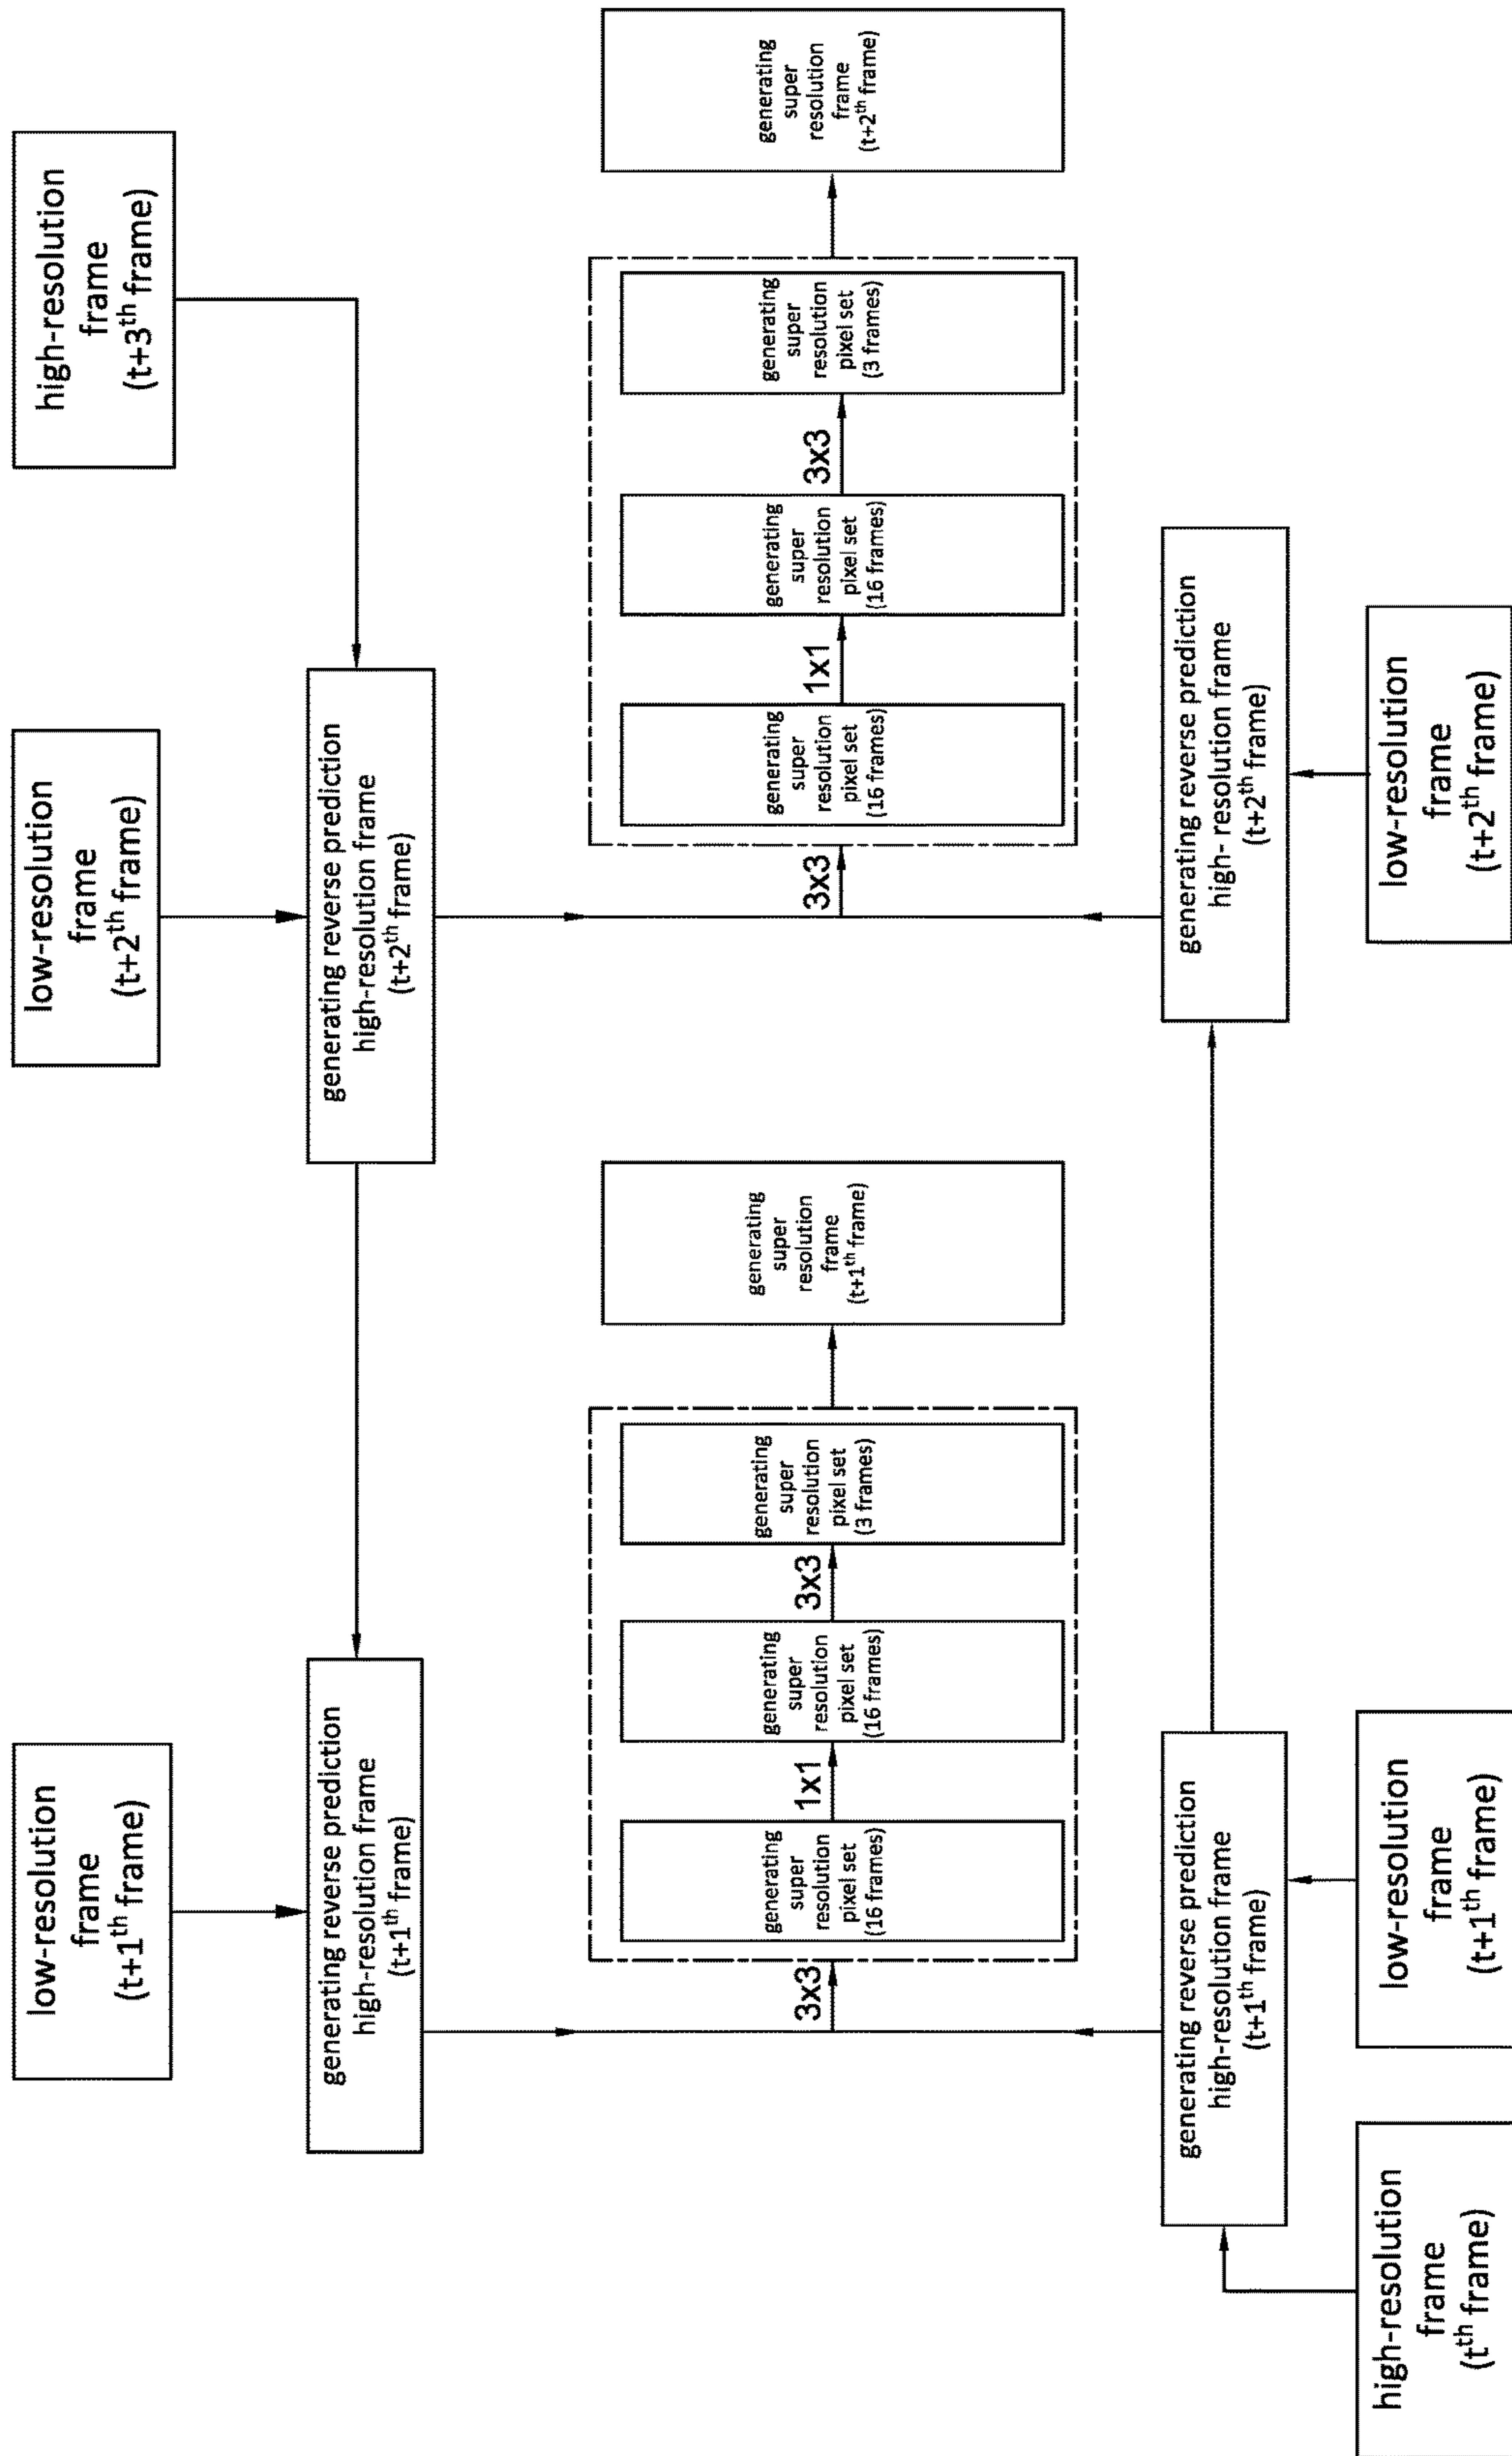 low-resolution
frame
(t+1th frame)
low-resolution
frame
(t+2th frame)
high-resolution
frame
(t+3th frame)
generating reverse prediction
high-resolution frame
(t+1th frame)
generating reverse prediction
high-resolution frame
(t+2th frame)
3x3
generating
super
resolution
pixel set
(16 frames)
1x1
generating
super
resolution
pixel set
(16 frames)
3x3
generating
super
resolution
pixel set
(3 frames)
generating
super
resolution
frame
(t+1th frame)
3x3
generating
super
resolution
pixel set
(16 frames)
1x1
generating
super
resolution
pixel set
(16 frames)
3x3
generating
super
resolution
pixel set
(3 frames)
generating
super
resolution
frame
(t+2th frame)
generating reverse prediction
high-resolution frame
(t+1th frame)
generating reverse prediction
high- resolution frame
(t+2th frame)
high-resolution
frame
(tth frame)
low-resolution
frame
(t+1th frame)
low-resolution
frame
(t+2th frame)